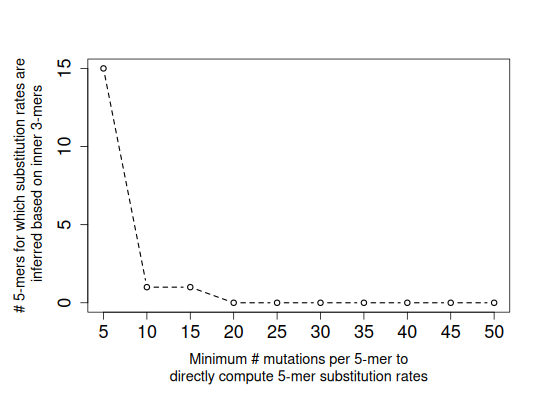 # 5-mers for which substitution rates are
inferred based on inner 3-mers
15
10
5
0
5 10 15 20 25 30 35 40 45 50
Minimum # mutations per 5-mer to
directly compute 5-mer substitution rates